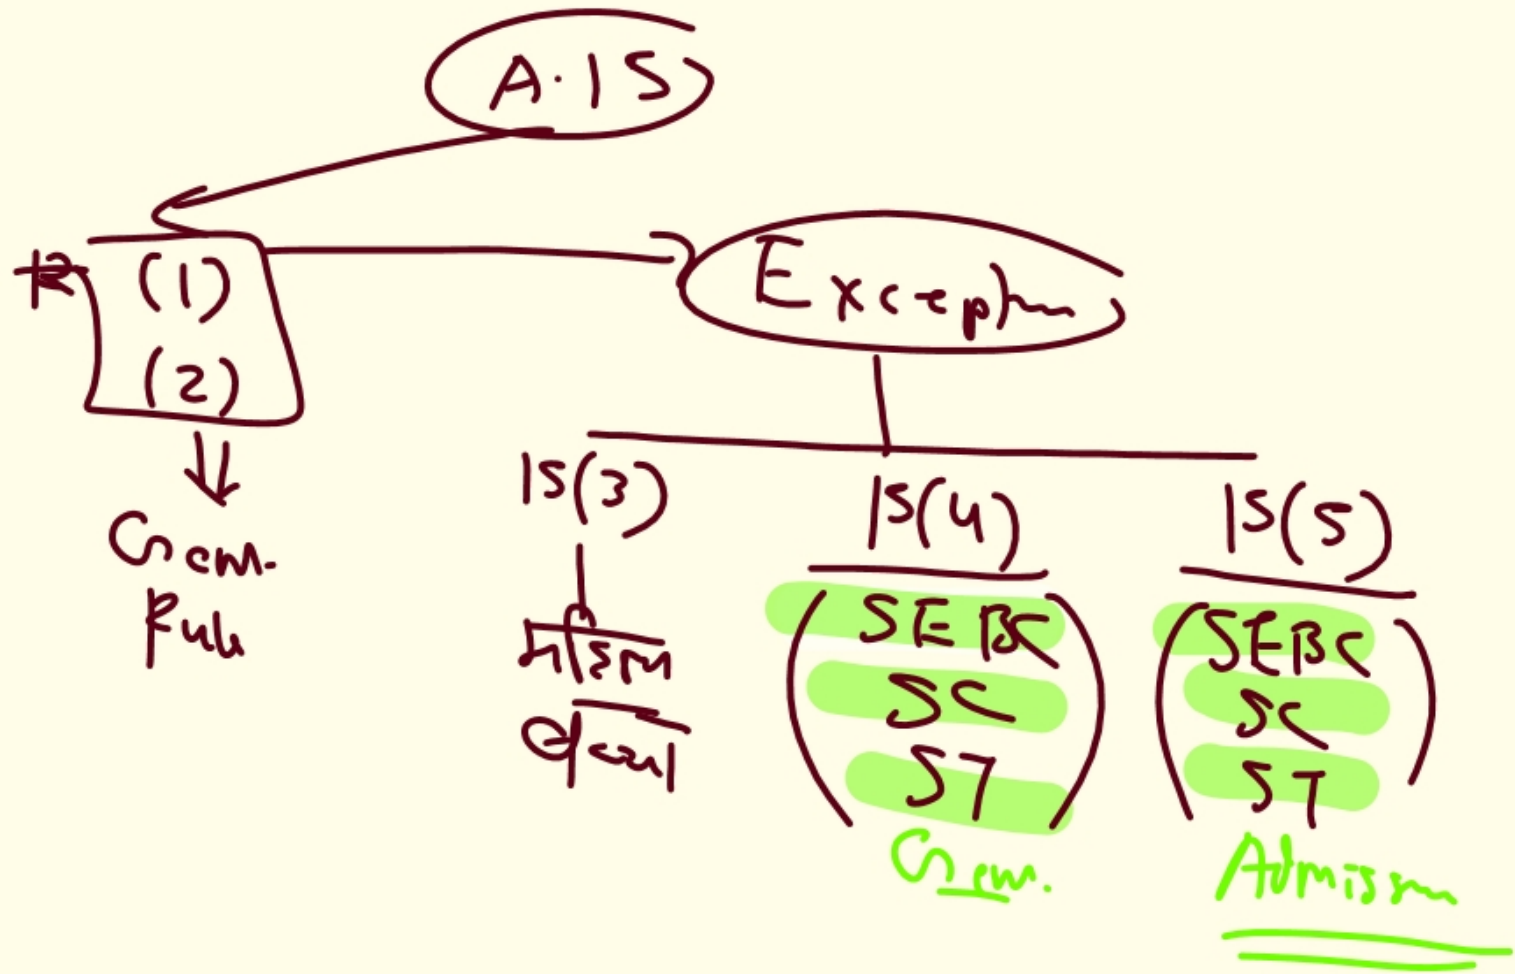 A.15
(1)
(2)
Gen.
Rule
Exception
15(3)
महिला
बालक
15(4)
SEBC
SC
ST
Gen.
15(5)
SEBC
SC
ST
Admission